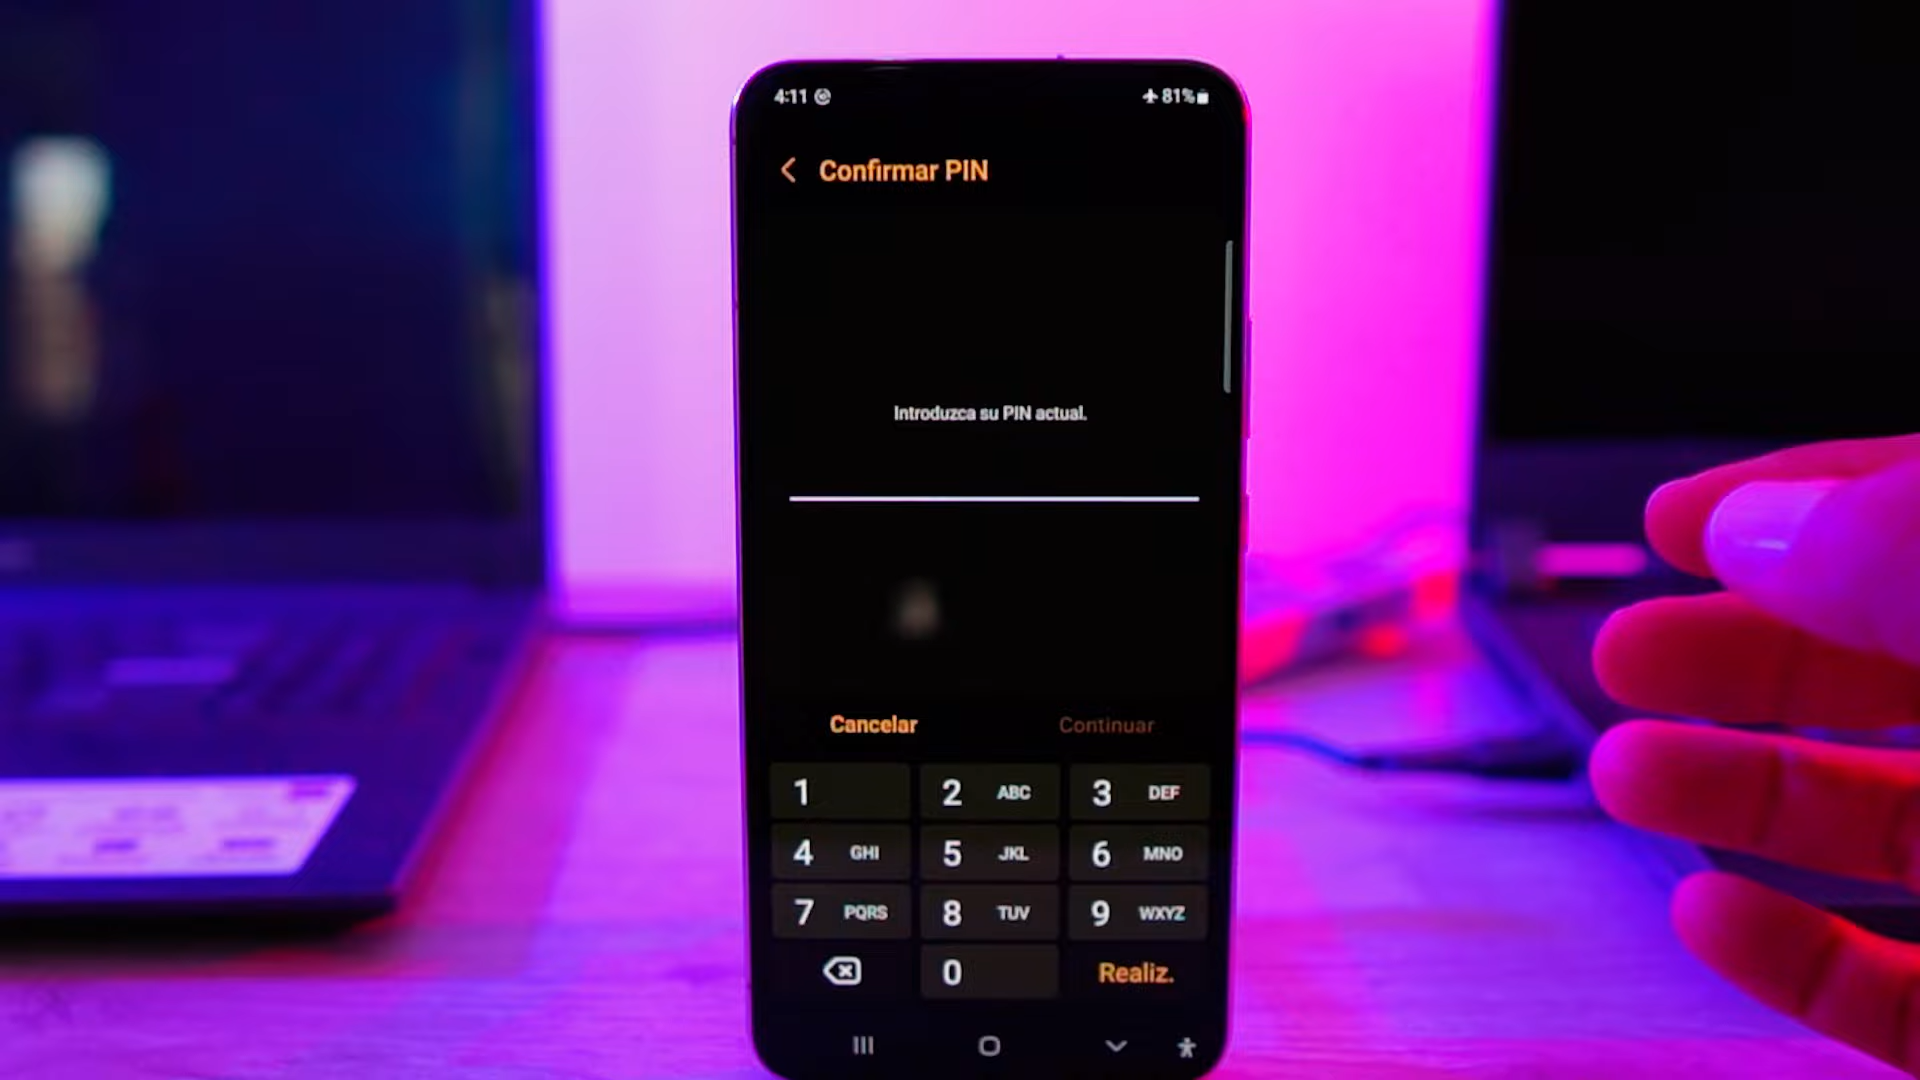 4:11 81%
Confirmar PIN
Introduzca su PIN actual.
Cancelar Continuar
1 2 ABC 3 DEF
4 GHI 5 JKL 6 MNO
7 PQRS 8 TUV 9 WXYZ
0 Realiz.